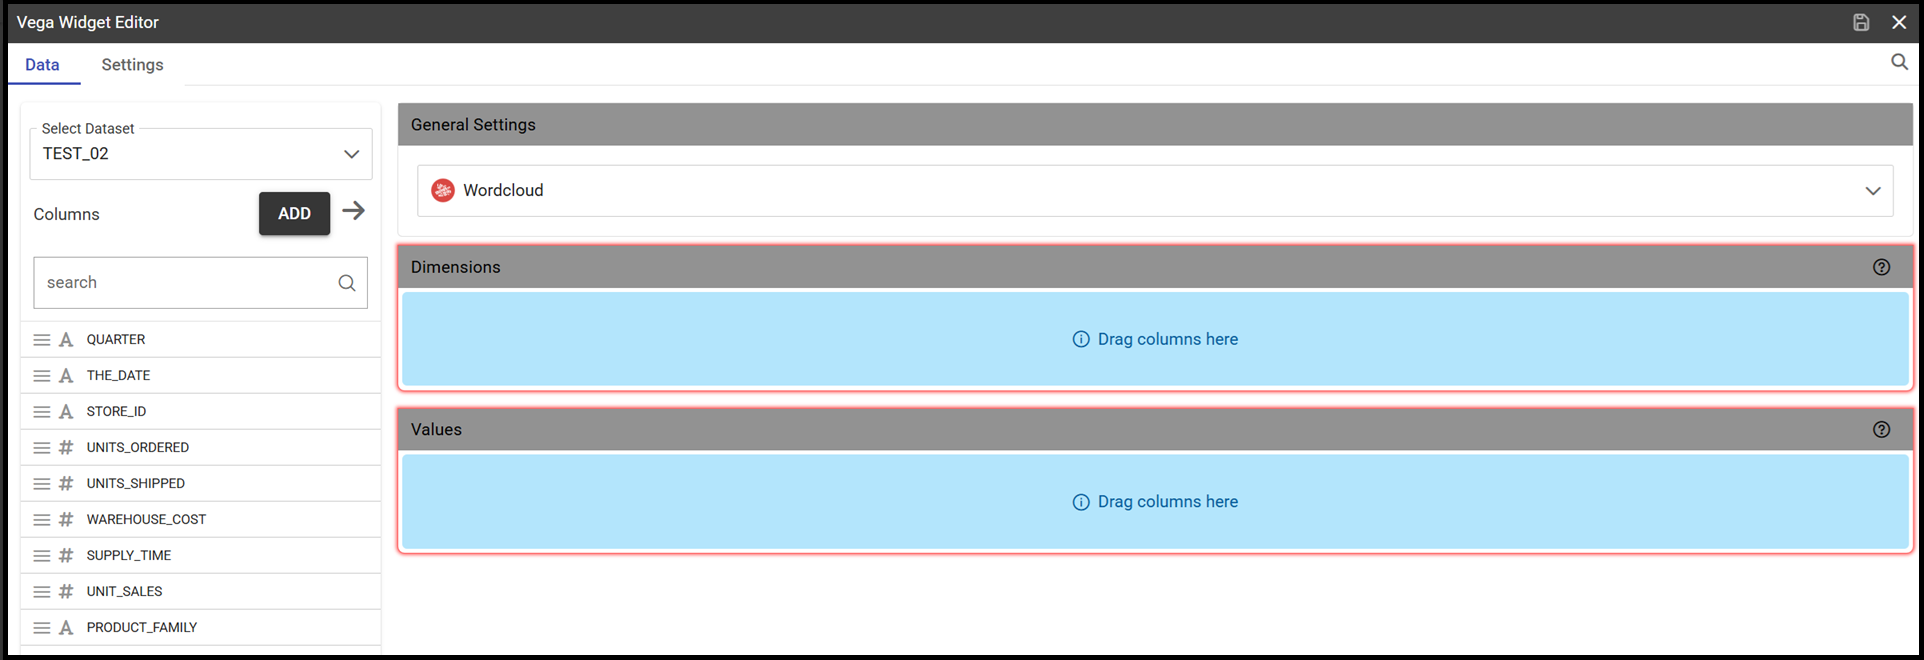 Vega Widget Editor
Data
Settings
Select Dataset
TEST_02
Columns
ADD
search
QUARTER
THE_DATE
STORE_ID
UNITS_ORDERED
UNITS_SHIPPED
WAREHOUSE_COST
SUPPLY_TIME
UNIT_SALES
PRODUCT_FAMILY
General Settings
Wordcloud
Dimensions
Drag columns here
Values
Drag columns here